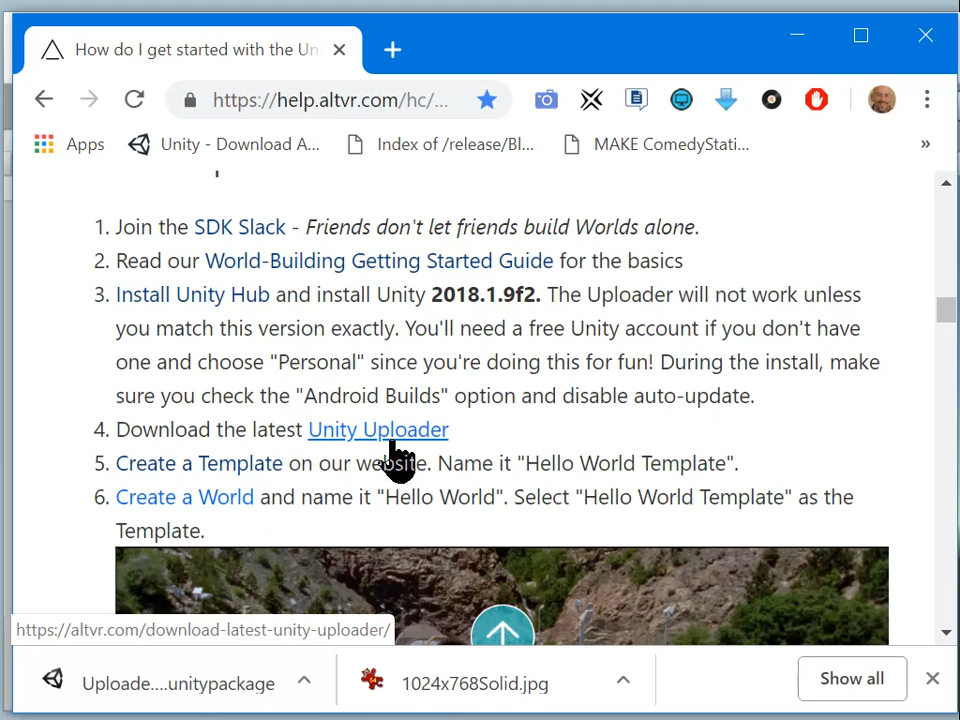 How do I get started with the Un
https://help.altvr.com/hc/...
Apps
Unity - Download A...
Index of /release/Bl...
MAKE ComedyStati...
»
1. Join the SDK Slack - Friends don't let friends build Worlds alone.
2. Read our World-Building Getting Started Guide for the basics
3. Install Unity Hub and install Unity 2018.1.9f2. The Uploader will not work unless
you match this version exactly. You'll need a free Unity account if you don't have
one and choose "Personal" since you're doing this for fun! During the install, make
sure you check the "Android Builds" option and disable auto-update.
4. Download the latest Unity Uploader
5. Create a Template on our website. Name it "Hello World Template".
6. Create a World and name it "Hello World". Select "Hello World Template" as the
Template.
https://altvr.com/download-latest-unity-uploader/
Uploade....unitypackage
1024x768Solid.jpg
Show all